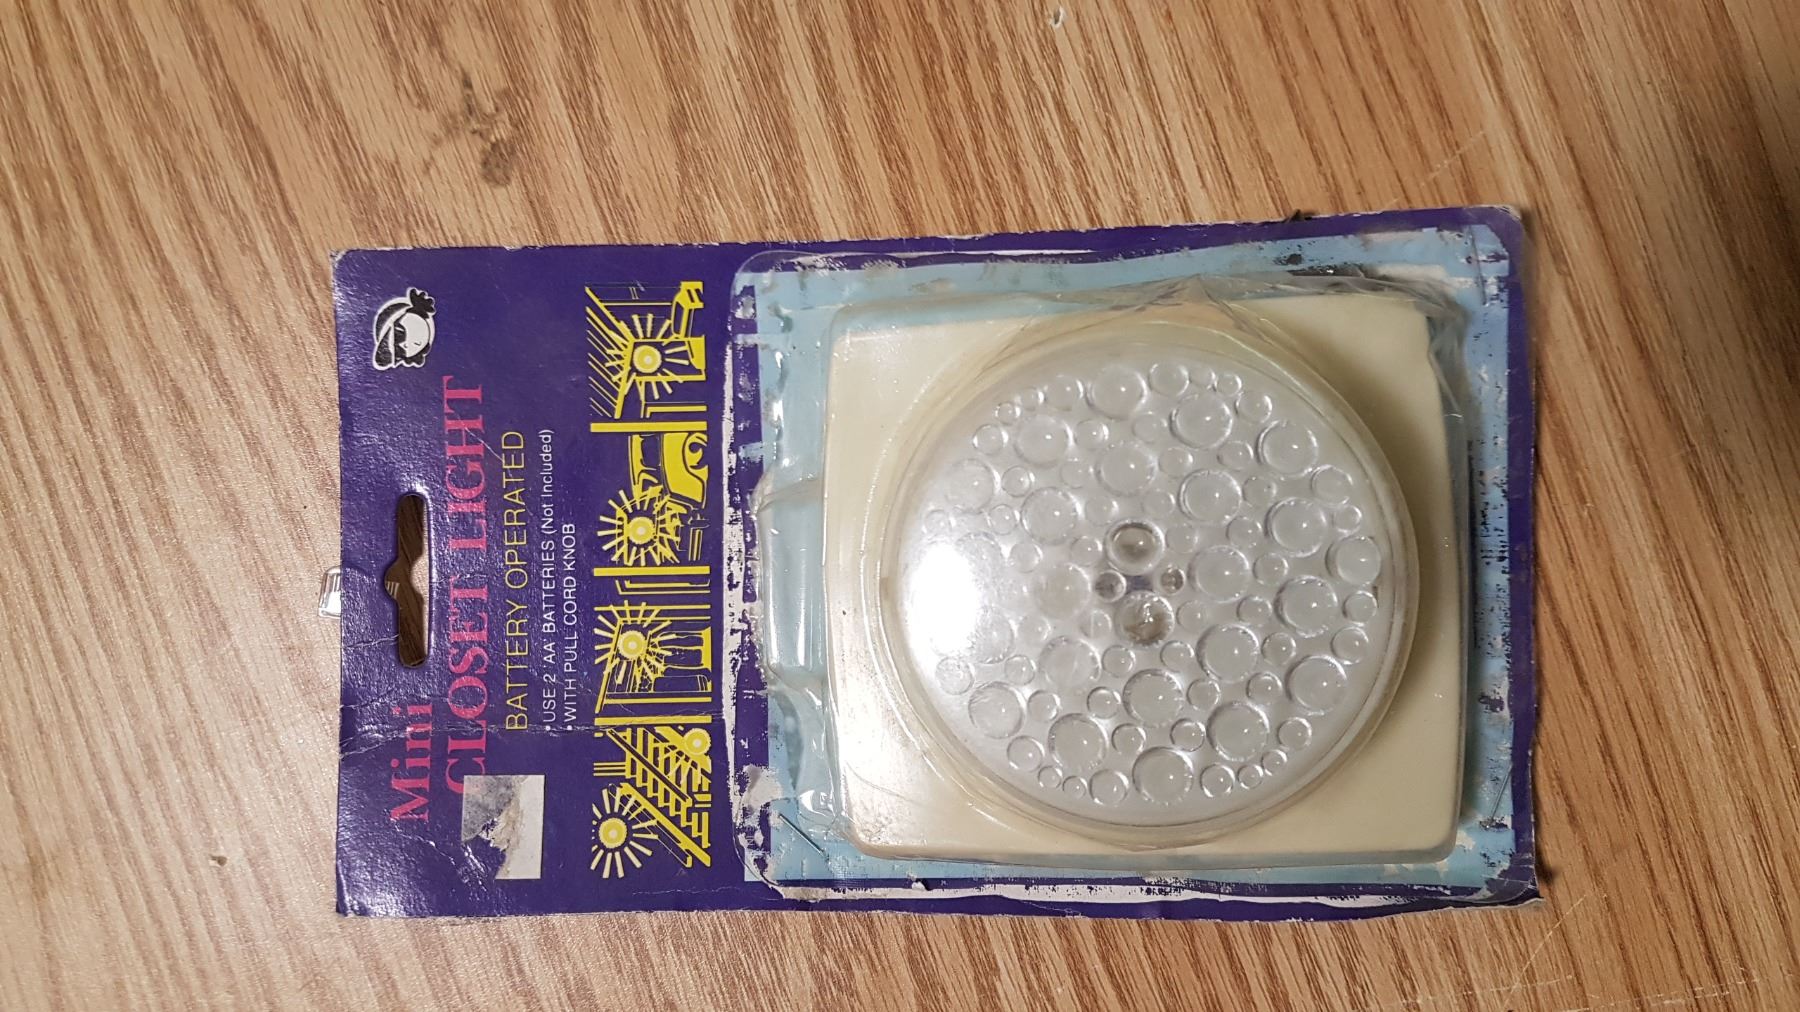 Mini
CLOSET LIGHT
BATTERY OPERATED
• USE 2 'AA' BATTERIES (Not Included)
• WITH PULL CORD KNOB